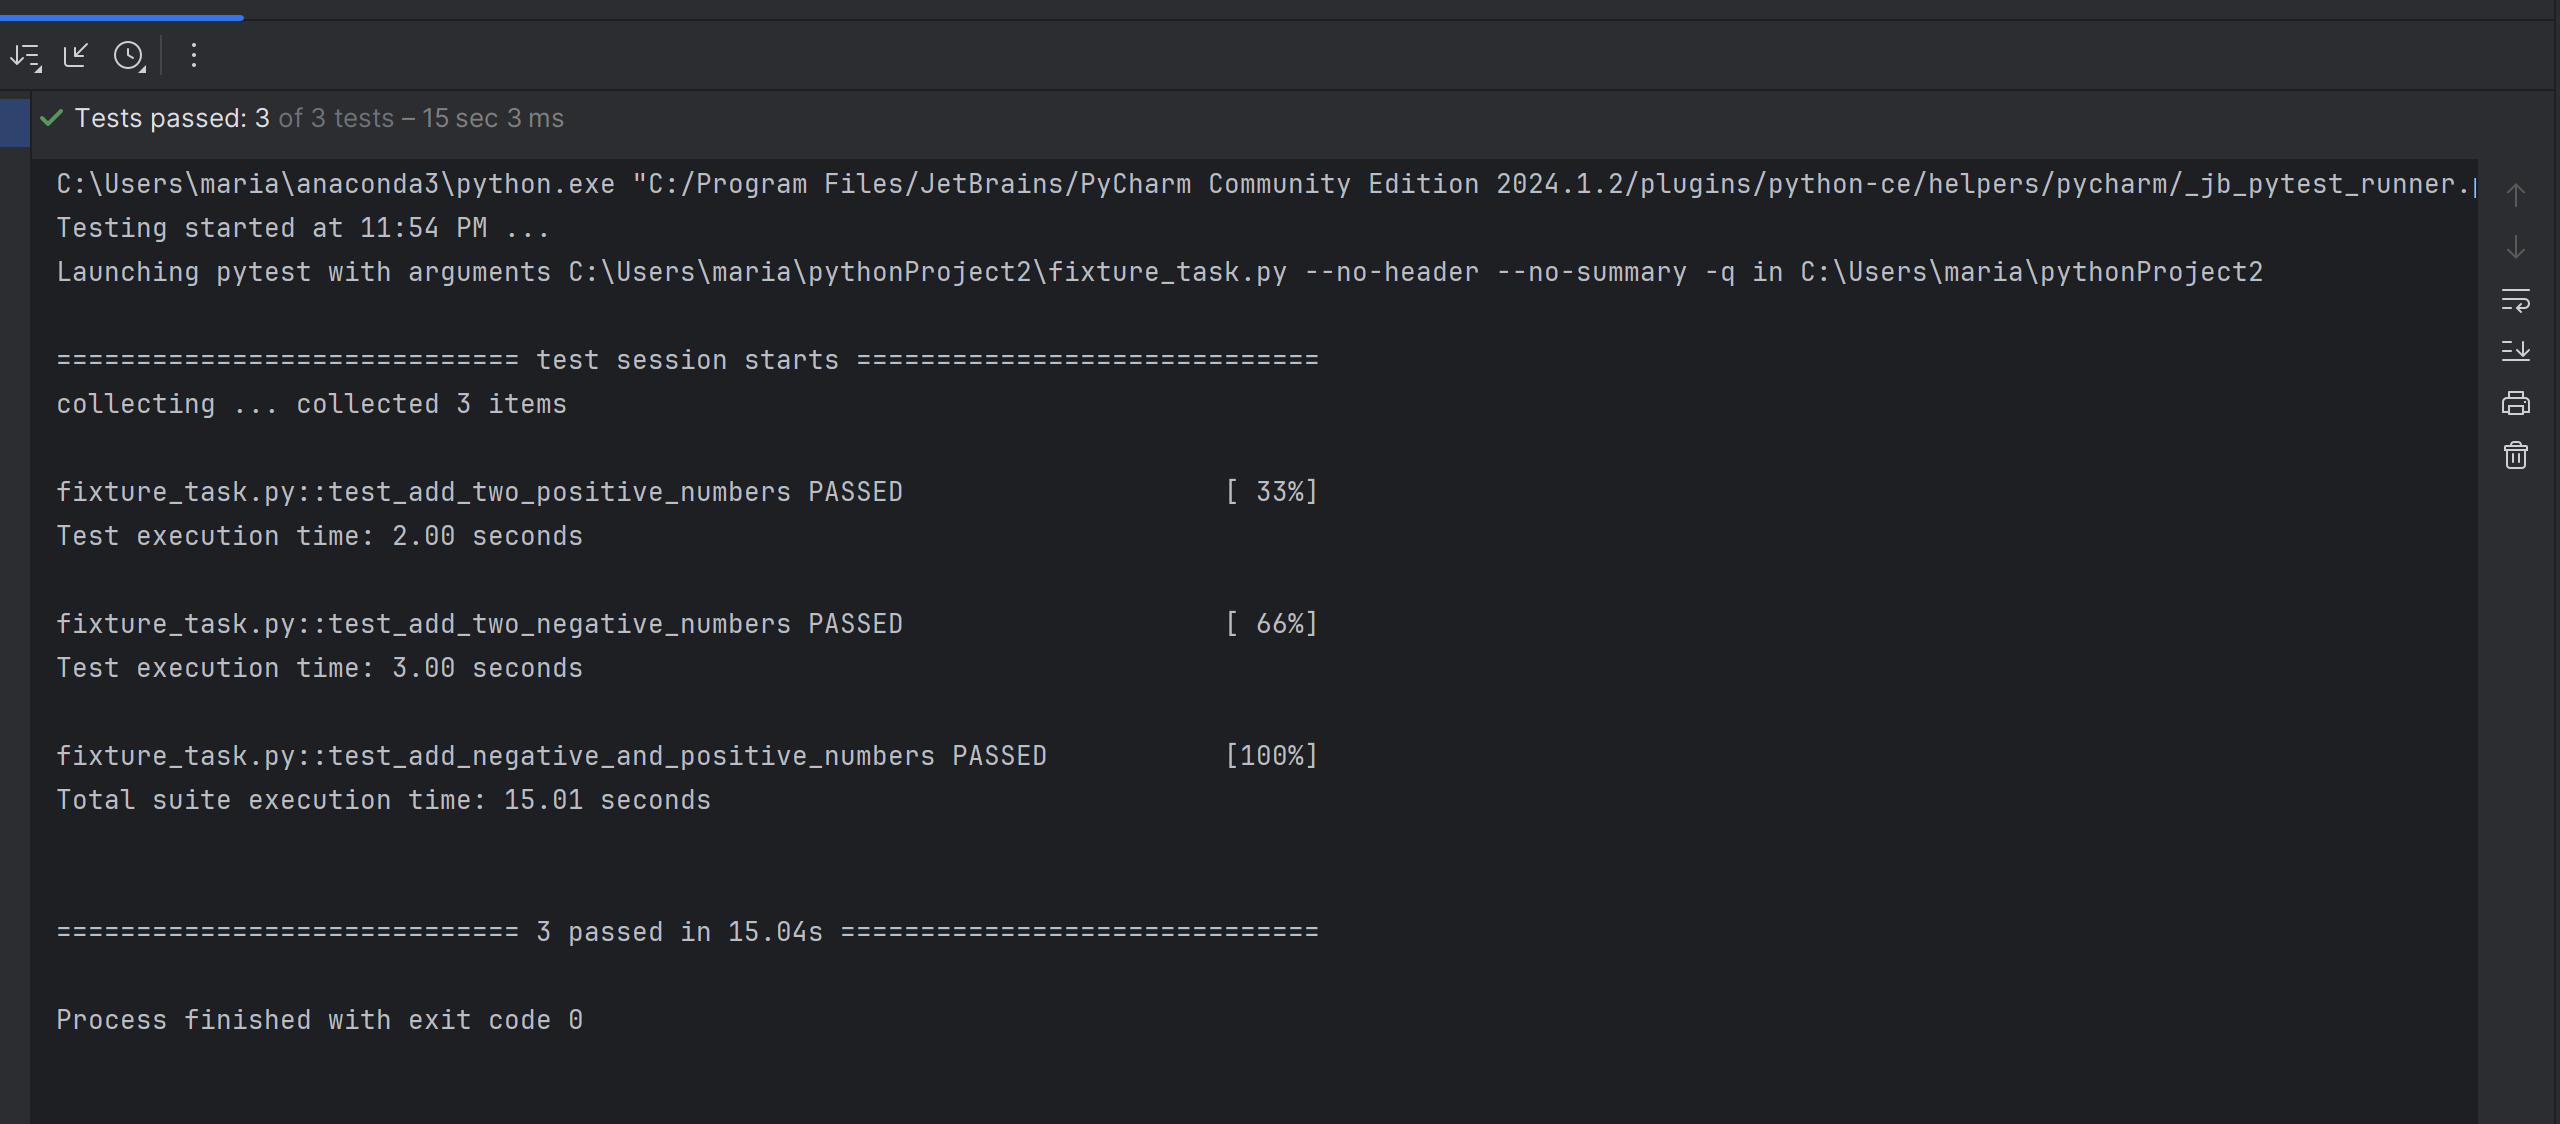 Tests passed: 3 of 3 tests – 15 sec 3 ms
C:\Users\maria\anaconda3\python.exe "C:/Program Files/JetBrains/PyCharm Community Edition 2024.1.2/plugins/python-ce/helpers/pycharm/_jb_pytest_runner.p
Testing started at 11:54 PM ...
Launching pytest with arguments C:\Users\maria\pythonProject2\fixture_task.py --no-header --no-summary -q in C:\Users\maria\pythonProject2
============================= test session starts =============================
collecting ... collected 3 items
fixture_task.py::test_add_two_positive_numbers PASSED                    [ 33%]
Test execution time: 2.00 seconds
fixture_task.py::test_add_two_negative_numbers PASSED                    [ 66%]
Test execution time: 3.00 seconds
fixture_task.py::test_add_negative_and_positive_numbers PASSED           [100%]
Total suite execution time: 15.01 seconds
============================= 3 passed in 15.04s ==============================
Process finished with exit code 0